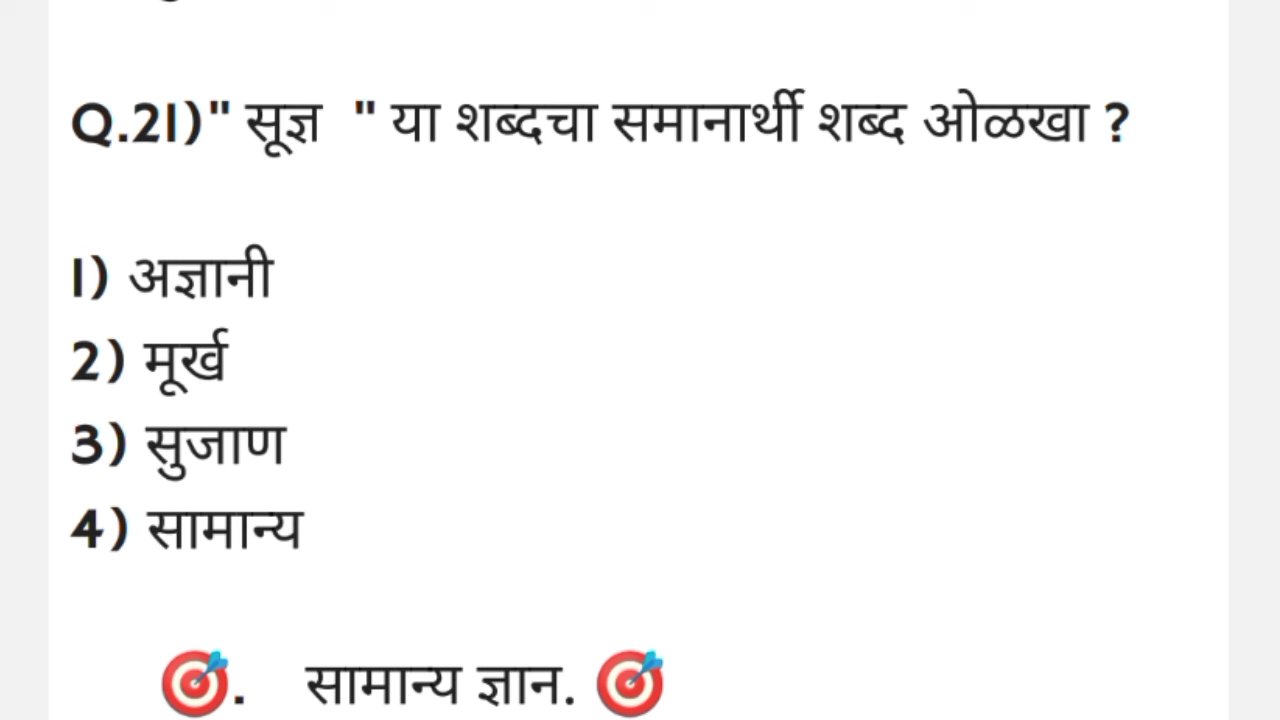 Q.21)" सूज्ञ " या शब्दचा समानार्थी शब्द ओळखा ?
1) अज्ञानी
2) मूर्ख
3) सुजाण
4) सामान्य
🎯. सामान्य ज्ञान. 🎯